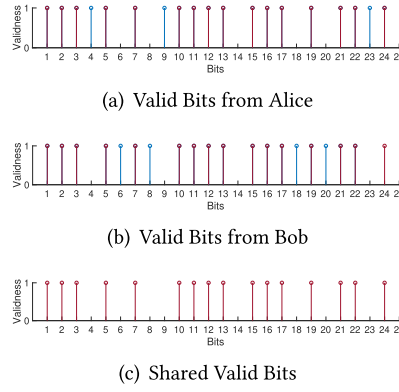 Validness
1
0
1 2 3 4 5 6 7 8 9 10 11 12 13 14 15 16 17 18 19 20 21 22 23 24
Bits
(a) Valid Bits from Alice
Validness
1
0
1 2 3 4 5 6 7 8 9 10 11 12 13 14 15 16 17 18 19 20 21 22 23 24
Bits
(b) Valid Bits from Bob
Validness
1
0
1 2 3 4 5 6 7 8 9 10 11 12 13 14 15 16 17 18 19 20 21 22 23 24
Bits
(c) Shared Valid Bits